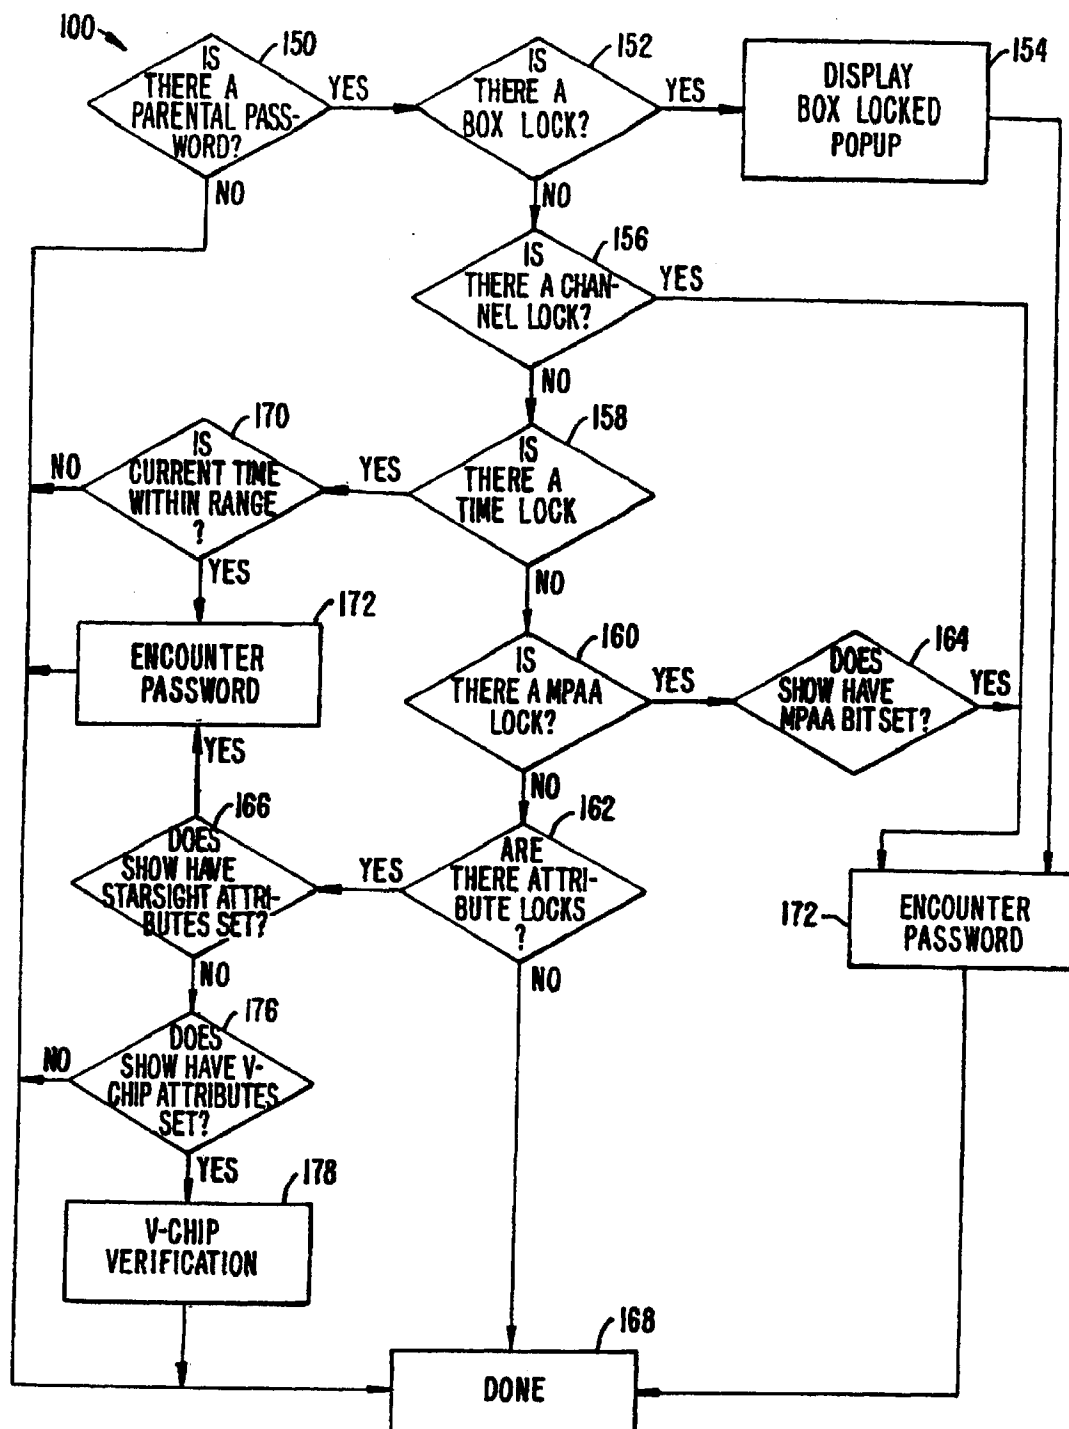 100
150
IS
THERE A
PARENTAL PASS-
WORD?
YES
NO
152
IS
THERE A
BOX LOCK?
YES
NO
154
DISPLAY
BOX LOCKED
POPUP
156
IS
THERE A CHAN-
NEL LOCK?
YES
NO
170
IS
CURRENT TIME
WITHIN RANGE
?
NO
YES
158
IS
THERE A
TIME LOCK
YES
NO
172
ENCOUNTER
PASSWORD
160
IS
THERE A MPAA
LOCK?
YES
NO
164
DOES
SHOW HAVE
MPAA BIT SET?
YES
YES
166
DOES
SHOW HAVE
STARSIGHT ATTRI-
BUTES SET?
NO
162
ARE
THERE ATTRI-
BUTE LOCKS
?
YES
NO
172
ENCOUNTER
PASSWORD
176
DOES
SHOW HAVE V-
CHIP ATTRIBUTES
SET?
NO
YES
178
V-CHIP
VERIFICATION
168
DONE